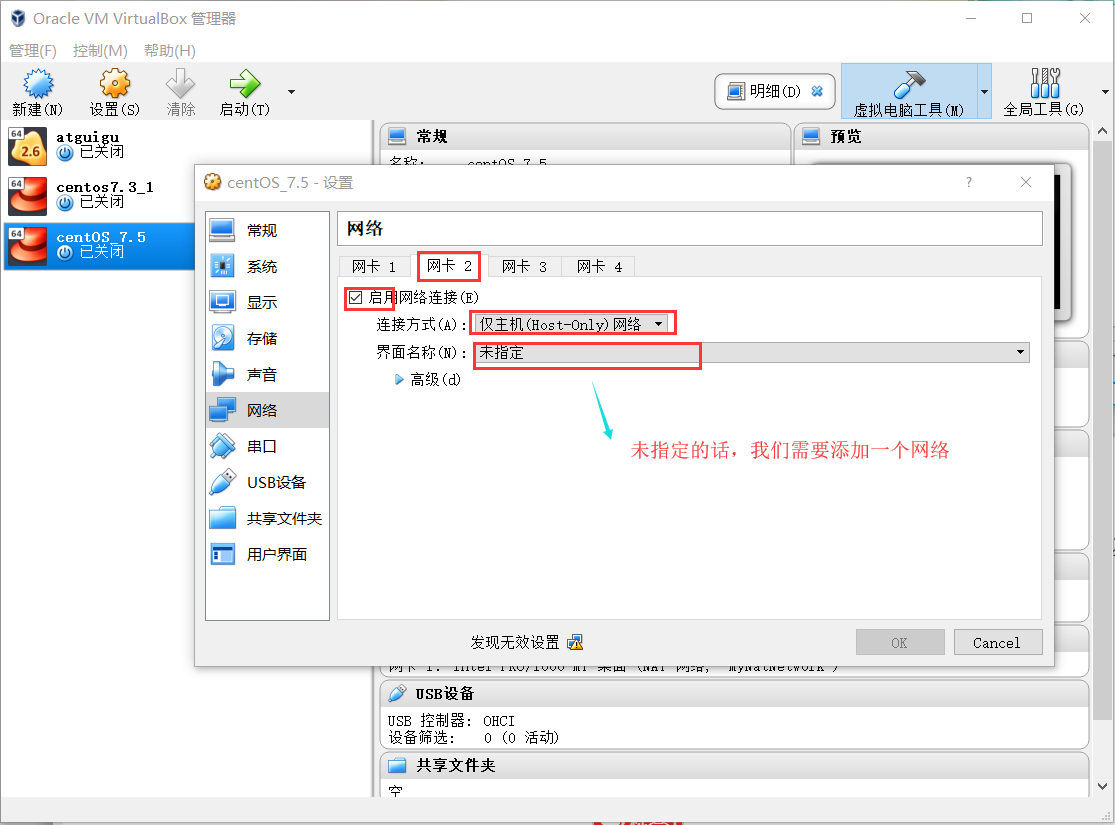 Oracle VM VirtualBox 管理器
管理(F) 控制(M) 帮助(H)
新建(N) 设置(S) 清除 启动(T) 明细(D) 虚拟电脑工具(M) 全局工具(G)
64 2.6 atguigu
已关闭
64 centos7.3_1
已关闭
64 centOS_7.5
已关闭
常规
预览
名称: centOS_7.5
centOS_7.5 - 设置
常规
系统
显示
存储
声音
网络
串口
USB设备
共享文件夹
用户界面
网络
网卡 1 网卡 2 网卡 3 网卡 4
启用网络连接(E)
连接方式(A): 仅主机(Host-Only)网络
界面名称(N): 未指定
高级(d)
未指定的话，我们需要添加一个网络
发现无效设置
OK Cancel
网卡 1: Intel PRO/1000 MT 桌面 (NAT 网络, 'MyNatNetwork')
USB设备
USB 控制器: OHCI
设备筛选: 0 (0 活动)
共享文件夹
空